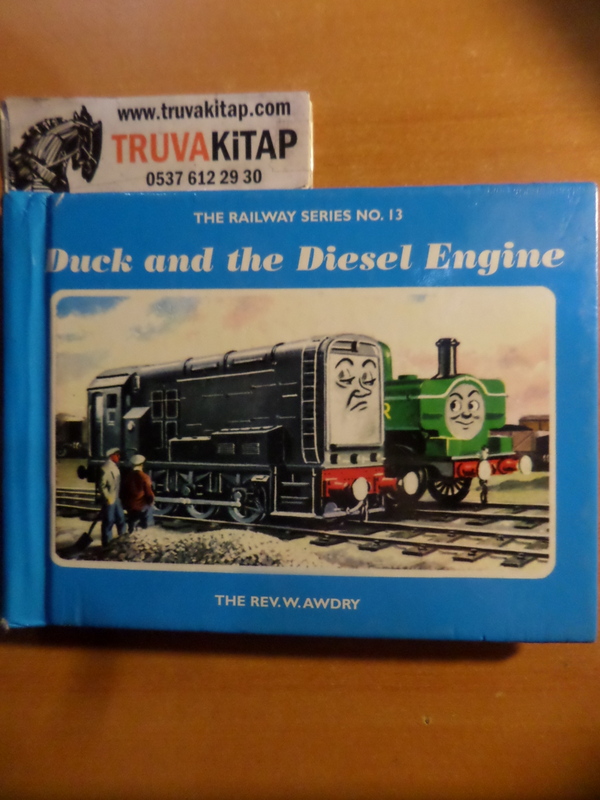 www.truvakitap.com
TRUVAKiTAP
0537 612 29 30
THE RAILWAY SERIES NO. 13
Duck and the Diesel Engine
R
THE REV. W. AWDRY